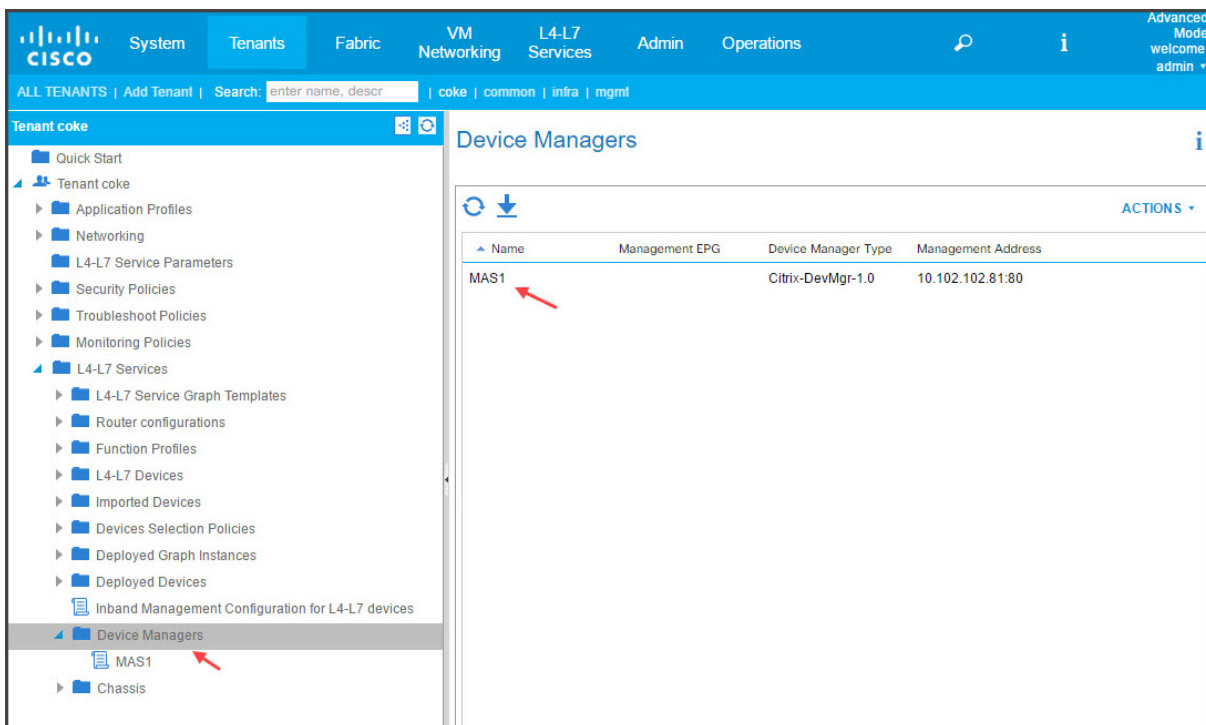 CISCO
System Tenants Fabric VM Networking L4-L7 Services Admin Operations i Advanced Mode welcome, admin
ALL TENANTS | Add Tenant | Search: enter name, descr | coke | common | infra | mgmt
Tenant coke
Quick Start
Tenant coke
Application Profiles
Networking
L4-L7 Service Parameters
Security Policies
Troubleshoot Policies
Monitoring Policies
L4-L7 Services
L4-L7 Service Graph Templates
Router configurations
Function Profiles
L4-L7 Devices
Imported Devices
Devices Selection Policies
Deployed Graph Instances
Deployed Devices
Inband Management Configuration for L4-L7 devices
Device Managers
MAS1
Chassis
Device Managers i
ACTIONS
Name Management EPG Device Manager Type Management Address
MAS1 Citrix-DevMgr-1.0 10.102.102.81:80